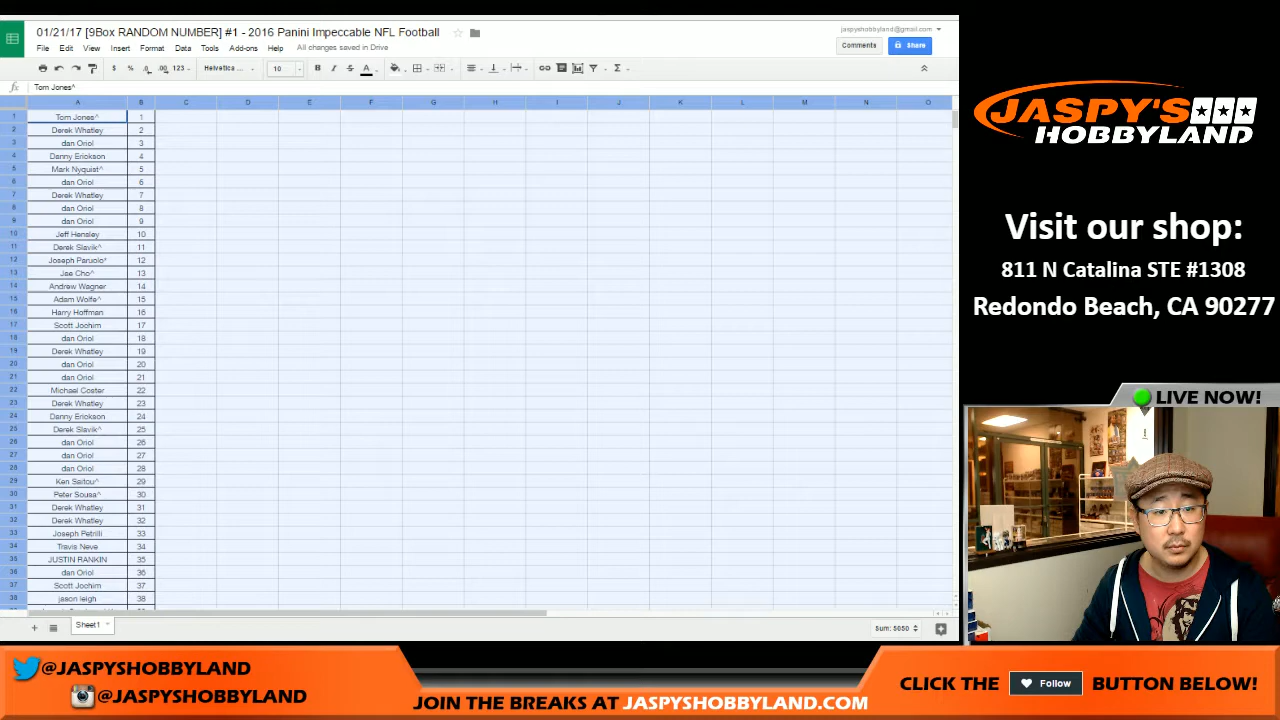 01/21/17 [9Box RANDOM NUMBER] #1 - 2016 Panini Impeccable NFL Football
jaspyshobbyland@gmail.com
File Edit View Insert Format Data Tools Add-ons Help All changes saved in Drive
Comments
Share
$ % .0 .00 123 Helvetica... 10 B I S A
fx Tom Jones^
A B C D E F G H I J K L M N O
1 Tom Jones^ 1
2 Derek Whatley 2
3 dan Oriol 3
4 Danny Erickson 4
5 Mark Nyquist^ 5
6 dan Oriol 6
7 Derek Whatley 7
8 dan Oriol 8
9 dan Oriol 9
10 Jeff Hensley 10
11 Derek Slavik^ 11
12 Joseph Paruolo* 12
13 Jae Cho^ 13
14 Andrew Wagner 14
15 Adam Wolfe^ 15
16 Harry Hoffman 16
17 Scott Jochim 17
18 dan Oriol 18
19 Derek Whatley 19
20 dan Oriol 20
21 dan Oriol 21
22 Michael Coster 22
23 Derek Whatley 23
24 Danny Erickson 24
25 Derek Slavik^ 25
26 dan Oriol 26
27 dan Oriol 27
28 dan Oriol 28
29 Ken Saitou^ 29
30 Peter Sousa^ 30
31 Derek Whatley 31
32 Derek Whatley 32
33 Joseph Petrilli 33
34 Travis Neve 34
35 JUSTIN RANKIN 35
36 dan Oriol 36
37 Scott Jochim 37
38 jason leigh 38
Sheet1
Sum: 5050
JASPY'S
HOBBYLAND
Visit our shop:
811 N Catalina STE #1308
Redondo Beach, CA 90277
LIVE NOW!
@JASPYSHOBBYLAND
@JASPYSHOBBYLAND
JOIN THE BREAKS AT JASPYSHOBBYLAND.COM
CLICK THE Follow BUTTON BELOW!